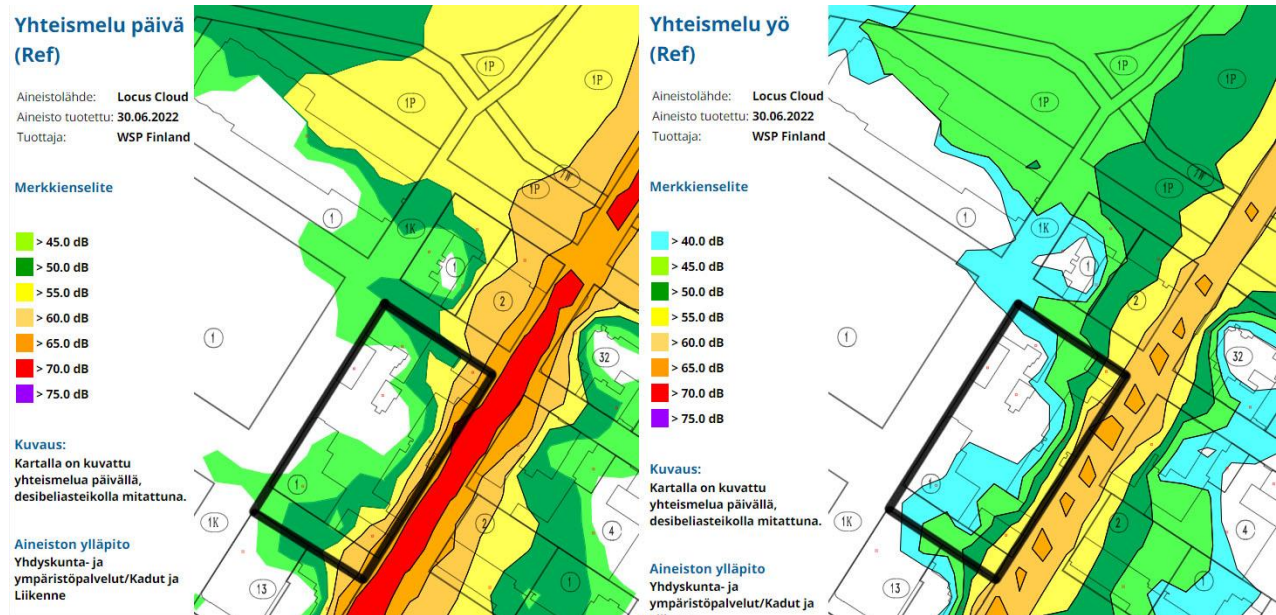 Yhteismelu päivä
(Ref)
Aineistolähde: Locus Cloud
Aineisto tuotettu: 30.06.2022
Tuottaja: WSP Finland
Merkkienselite
> 45.0 dB
> 50.0 dB
> 55.0 dB
> 60.0 dB
> 65.0 dB
> 70.0 dB
> 75.0 dB
Kuvaus:
Kartalla on kuvattu
yhteismelua päivällä,
desibeliasteikolla mitattuna.
Aineiston ylläpito
Yhdyskunta- ja
ympäristöpalvelut/Kadut ja
Liikenne
1P
1P
1P
1P
1
1K
1
2
1
32
1
1K
13
2
4
1
Yhteismelu yö
(Ref)
Aineistolähde: Locus Cloud
Aineisto tuotettu: 30.06.2022
Tuottaja: WSP Finland
Merkkienselite
> 40.0 dB
> 45.0 dB
> 50.0 dB
> 55.0 dB
> 60.0 dB
> 65.0 dB
> 70.0 dB
> 75.0 dB
Kuvaus:
Kartalla on kuvattu
yhteismelua päivällä,
desibeliasteikolla mitattuna.
Aineiston ylläpito
Yhdyskunta- ja
ympäristöpalvelut/Kadut ja
1P
1P
1P
1P
1
1K
1
2
1
32
1
1K
13
2
4
1